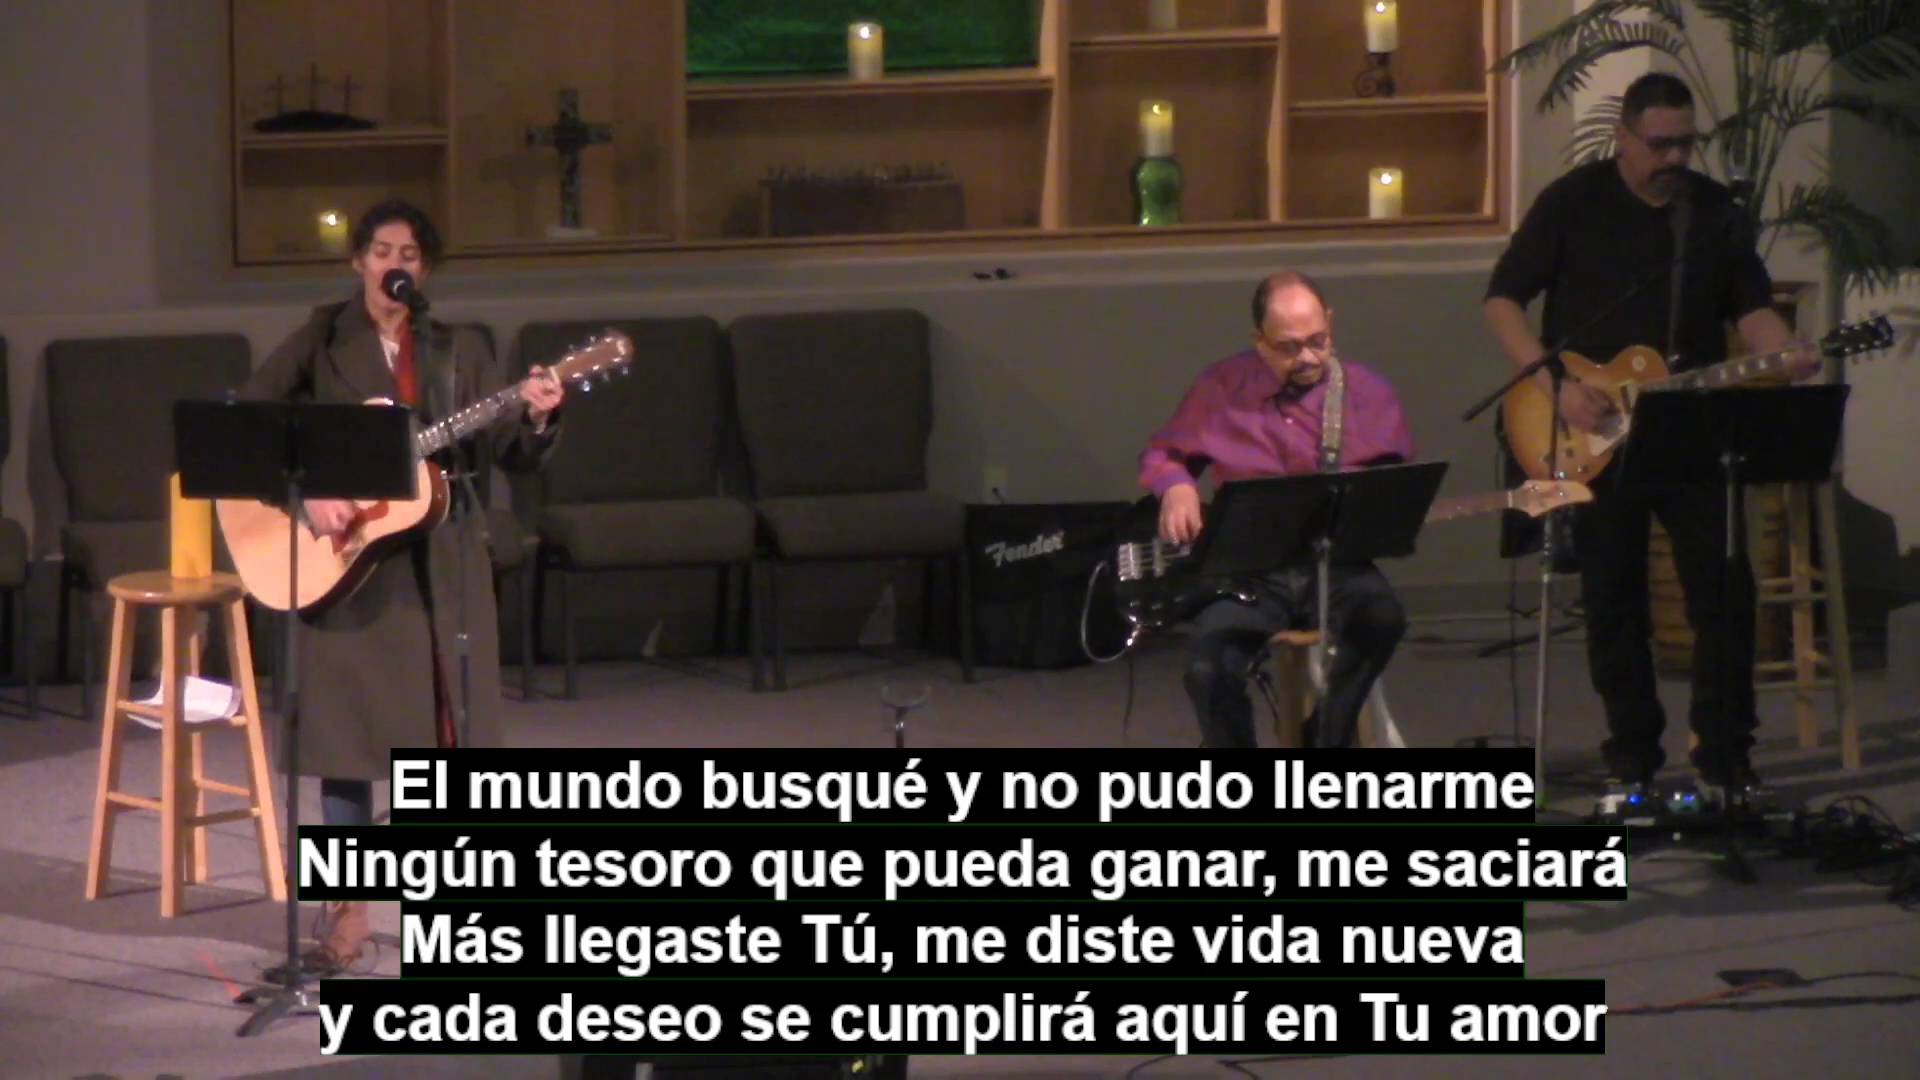 Fender
El mundo busqué y no pudo llenarme
Ningún tesoro que pueda ganar, me saciará
Más llegaste Tú, me diste vida nueva
y cada deseo se cumplirá aquí en Tu amor